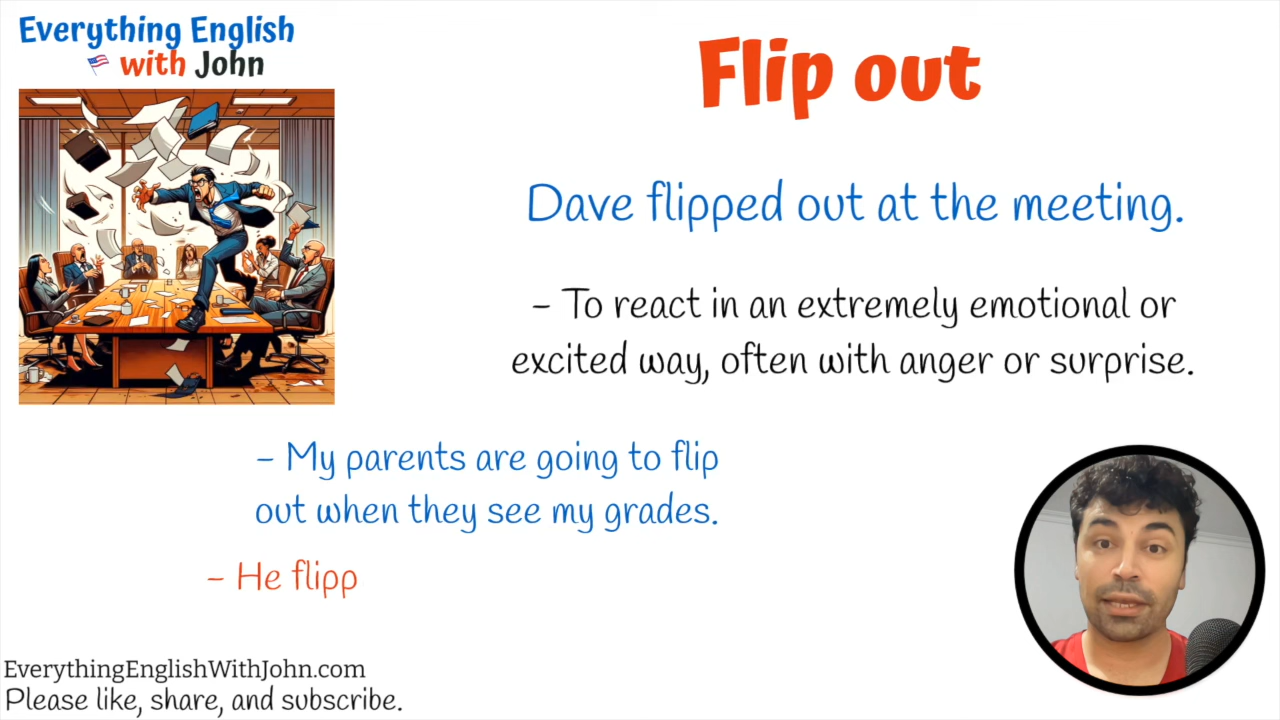 Everything English
with John
Flip out
Dave flipped out at the meeting.
- To react in an extremely emotional or
excited way, often with anger or surprise.
- My parents are going to flip
out when they see my grades.
- He flipp
EverythingEnglishWithJohn.com
Please like, share, and subscribe.